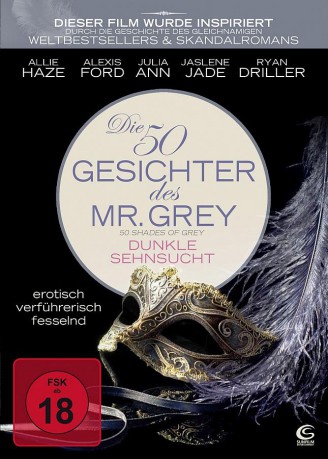 DIESER FILM WURDE INSPIRIERT
DURCH DIE GESCHICHTE DES GLEICHNAMIGEN
WELTBESTSELLERS & SKANDALROMANS
ALLIE ALEXIS JULIA JASLENE RYAN
HAZE FORD ANN JADE DRILLER
Die 50
GESICHTER des
MR. GREY
50 SHADES OF GREY
DUNKLE
SEHNSUCHT
erotisch
verführerisch
fesselnd
FSK
ab
18
SUNFILM